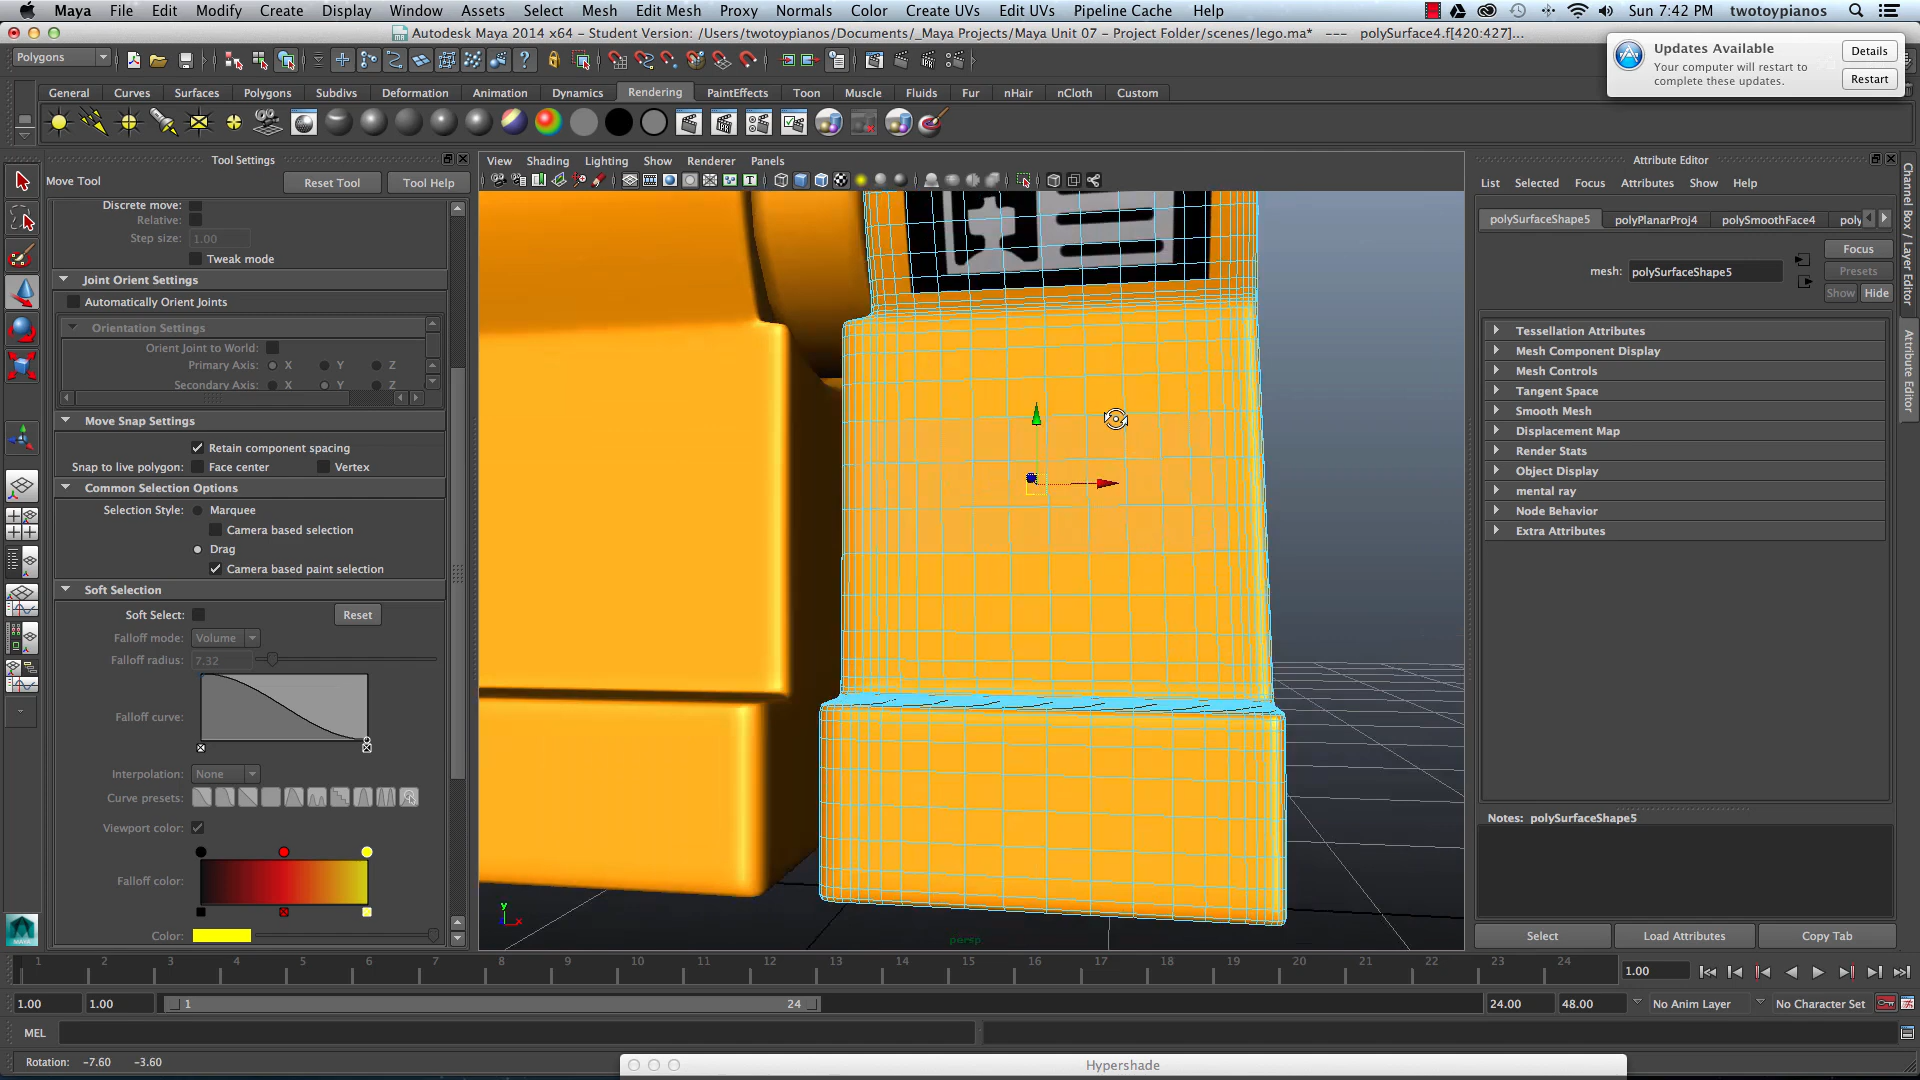 Maya File Edit Modify Create Display Window Assets Select Mesh Edit Mesh Proxy Normals Color Create UVs Edit UVs Pipeline Cache Help Sun 7:42 PM twotoypianos
Autodesk Maya 2014 x64 - Student Version: /Users/twotoypianos/Documents/_Maya Projects/Maya Unit 07 - Project Folder/scenes/lego.ma* --- polySurface4.f[420:427]...
Updates Available
Your computer will restart to
complete these updates.
Details
Restart
Polygons
General Curves Surfaces Polygons Subdivs Deformation Animation Dynamics Rendering PaintEffects Toon Muscle Fluids Fur nHair nCloth Custom
Tool Settings
Move Tool Reset Tool Tool Help
Discrete move:
Relative:
Step size: 1.00
Tweak mode
Joint Orient Settings
Automatically Orient Joints
Orientation Settings
Orient Joint to World:
Primary Axis: X Y Z
Secondary Axis: X Y Z
Move Snap Settings
Retain component spacing
Snap to live polygon: Face center Vertex
Common Selection Options
Selection Style: Marquee
Camera based selection
Drag
Camera based paint selection
Soft Selection
Soft Select: Reset
Falloff mode: Volume
Falloff radius: 7.32
Falloff curve:
Interpolation: None
Curve presets:
Viewport color:
Falloff color:
Color:
View Shading Lighting Show Renderer Panels
y
x
persp
Attribute Editor
List Selected Focus Attributes Show Help
polySurfaceShape5 polyPlanarProj4 polySmoothFace4 poly
Focus
mesh: polySurfaceShape5 Presets
Show Hide
Tessellation Attributes
Mesh Component Display
Mesh Controls
Tangent Space
Smooth Mesh
Displacement Map
Render Stats
Object Display
mental ray
Node Behavior
Extra Attributes
Notes: polySurfaceShape5
Select Load Attributes Copy Tab
Channel Box / Layer Editor
Attribute Editor
1 2 3 4 5 6 7 8 9 10 11 12 13 14 15 16 17 18 19 20 21 22 23 24 1.00
1.00 1.00 1 24 24.00 48.00 No Anim Layer No Character Set
MEL
Rotation: -7.60 -3.60
Hypershade